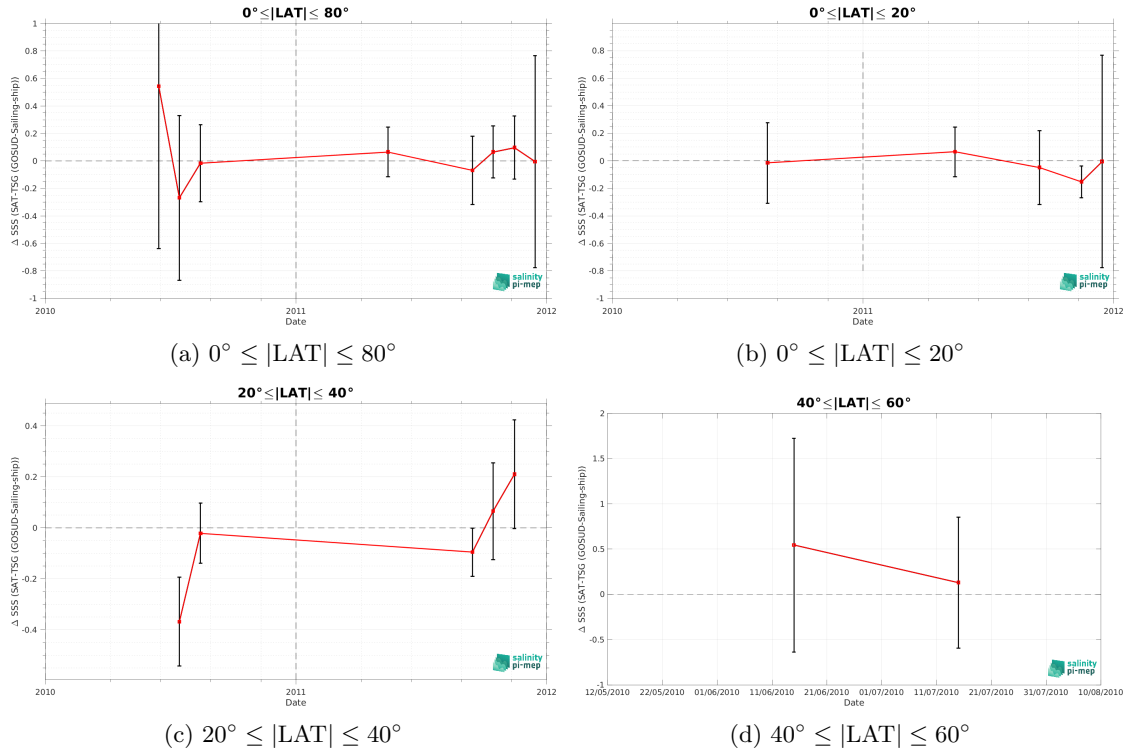 0°≤|LAT|≤ 80°
Δ SSS (SAT-TSG (GOSUD-Sailing-ship))
1
0.8
0.6
0.4
0.2
0
-0.2
-0.4
-0.6
-0.8
-1
2010
2011
2012
Date
salinity
pi-mep
(a) 0° ≤ |LAT| ≤ 80°
0°≤|LAT|≤ 20°
Δ SSS (SAT-TSG (GOSUD-Sailing-ship))
1
0.8
0.6
0.4
0.2
0
-0.2
-0.4
-0.6
-0.8
-1
2010
2011
2012
Date
salinity
pi-mep
(b) 0° ≤ |LAT| ≤ 20°
20°≤|LAT|≤ 40°
Δ SSS (SAT-TSG (GOSUD-Sailing-ship))
0.4
0.2
0
-0.2
-0.4
2010
2011
2012
Date
salinity
pi-mep
(c) 20° ≤ |LAT| ≤ 40°
40°≤|LAT|≤ 60°
Δ SSS (SAT-TSG (GOSUD-Sailing-ship))
2
1.5
1
0.5
0
-0.5
-1
12/05/2010 22/05/2010 01/06/2010 11/06/2010 21/06/2010 01/07/2010 11/07/2010 21/07/2010 31/07/2010 10/08/2010
Date
salinity
pi-mep
(d) 40° ≤ |LAT| ≤ 60°